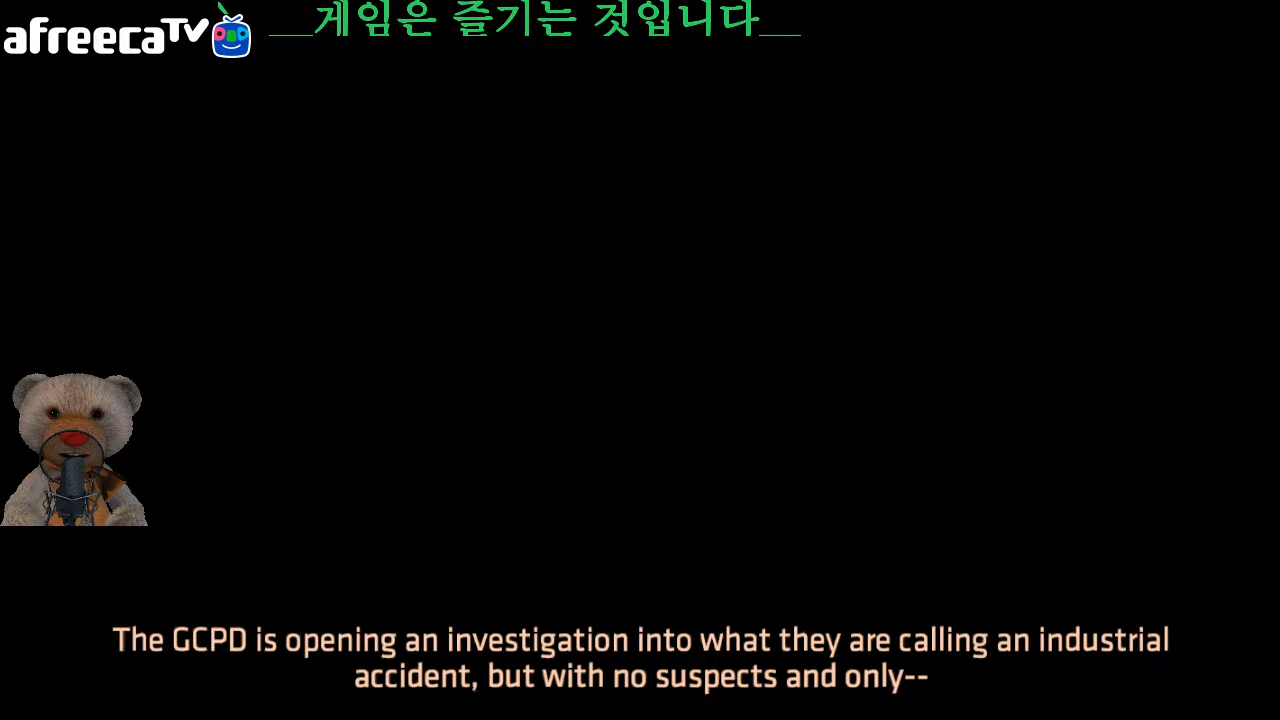 afreecaTV __게임은 즐기는 것입니다__
The GCPD is opening an investigation into what they are calling an industrial
accident, but with no suspects and only--